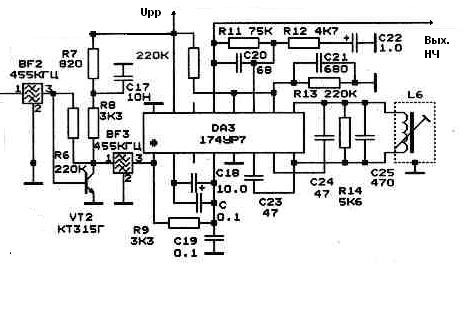 Upp
R11 75K
R12 4K7
C22
1.0
BF2
455КГЦ
R7
820
220K
C20
68
C21
680
Вых.
НЧ
C17
10Н
R13 220K
L6
1
3
2
R8
3K3
BF3
455КГЦ
DA3
174УР7
R6
220K
1
3
2
C18
10.0
C24
47
R14
5K6
C25
470
VT2
КТ315Г
R9
3K3
C
0.1
C23
47
C19
0.1